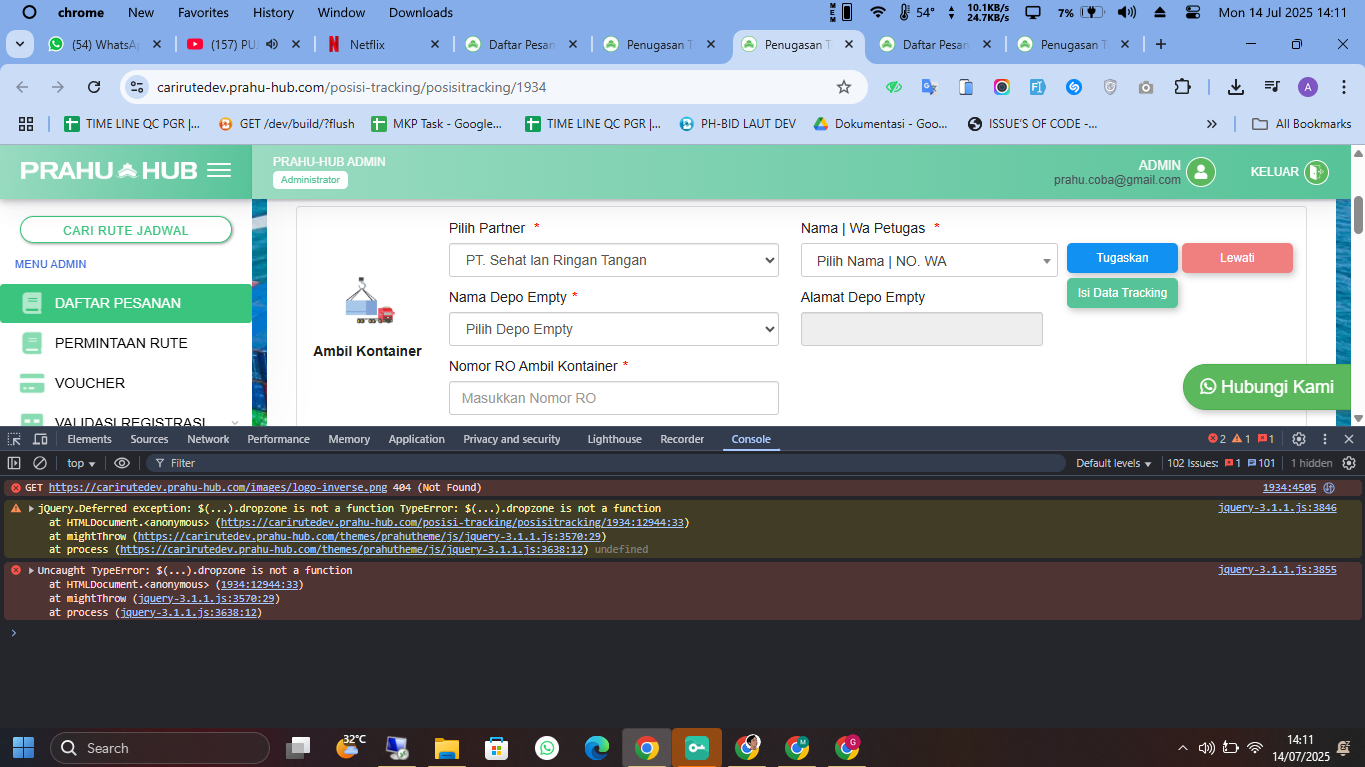 chrome New Favorites History Window Downloads MEM 54° 10.1KB/s 24.7KB/s 7% Mon 14 Jul 2025 14:11
(54) WhatsA (157) PU Netflix Daftar Pesan Penugasan T Penugasan T Daftar Pesan Penugasan T
carirutedev.prahu-hub.com/posisi-tracking/positracking/1934
TIME LINE QC PGR |... GET /dev/build/?flush MKP Task - Google... TIME LINE QC PGR |... PH-BID LAUT DEV Dokumentasi - Goo... ISSUE'S OF CODE -... » All Bookmarks
PRAHU HUB
PRAHU-HUB ADMIN
Administrator
ADMIN
prahu.coba@gmail.com
KELUAR
CARI RUTE JADWAL
MENU ADMIN
DAFTAR PESANAN
PERMINTAAN RUTE
VOUCHER
VALIDASI REGISTRASI
Ambil Kontainer
Pilih Partner *
PT. Sehat Ian Ringan Tangan
Nama | Wa Petugas *
Pilih Nama | NO. WA
Tugaskan
Lewati
Isi Data Tracking
Nama Depo Empty *
Pilih Depo Empty
Alamat Depo Empty
Nomor RO Ambil Kontainer *
Masukkan Nomor RO
Hubungi Kami
Elements Sources Network Performance Memory Application Privacy and security Lighthouse Recorder Console 2 1 1
top Filter Default levels 102 Issues: 1 101 1 hidden
GET https://carirutedev.prahu-hub.com/images/logo-inverse.png 404 (Not Found) 1934:4505
jQuery.Deferred exception: $(...).dropzone is not a function TypeError: $(...).dropzone is not a function jquery-3.1.1.js:3846
at HTMLDocument.<anonymous> (https://carirutedev.prahu-hub.com/posisi-tracking/posisitracking/1934:12944:33)
at mightThrow (https://carirutedev.prahu-hub.com/themes/prahutheme/js/jquery-3.1.1.js:3570:29)
at process (https://carirutedev.prahu-hub.com/themes/prahutheme/js/jquery-3.1.1.js:3638:12) undefined
Uncaught TypeError: $(...).dropzone is not a function jquery-3.1.1.js:3855
at HTMLDocument.<anonymous> (1934:12944:33)
at mightThrow (jquery-3.1.1.js:3570:29)
at process (jquery-3.1.1.js:3638:12)
Search 32°C 14:11
14/07/2025